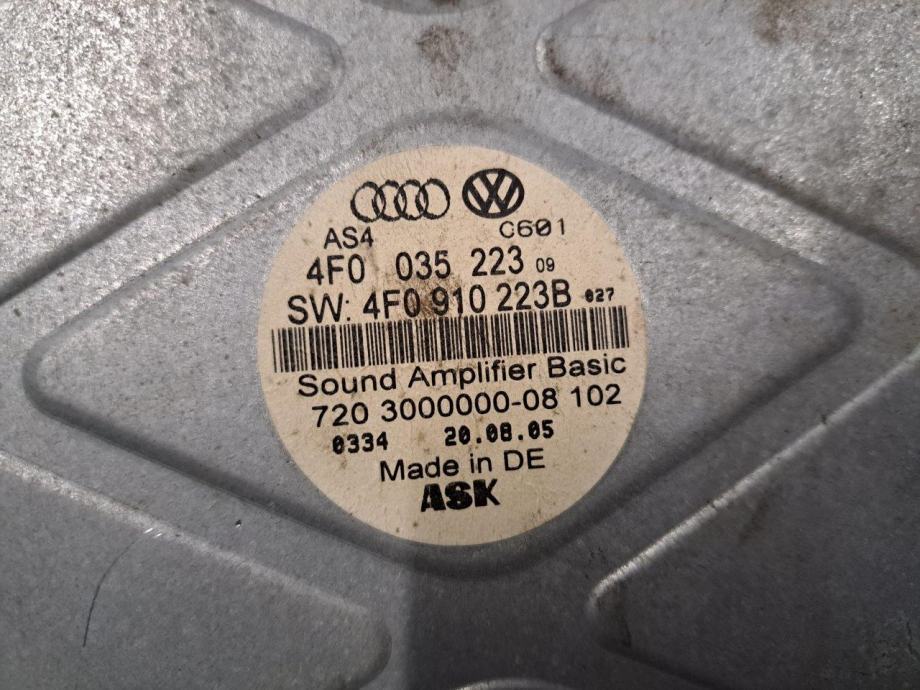 AS4 C601
4F0 035 223 09
SW: 4F0 910 223B 027
Sound Amplifier Basic
720 3000000-08 102
0334 20.08.05
Made in DE
ASK